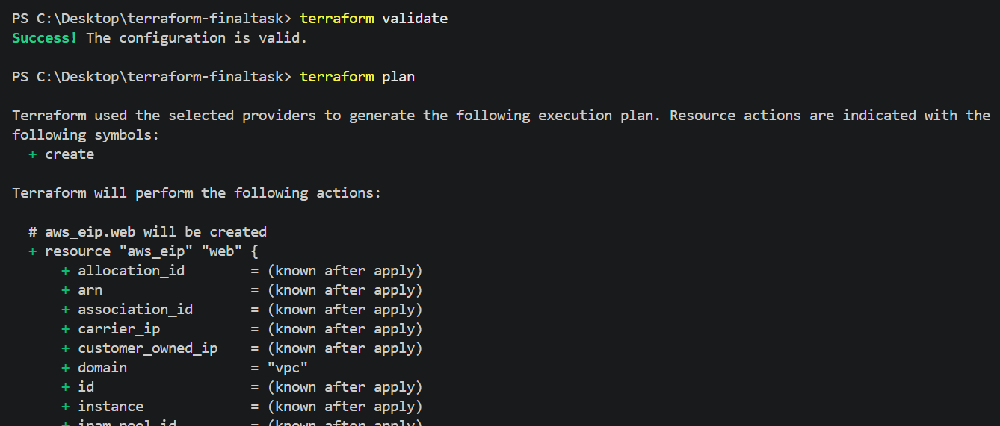 PS C:\Desktop\terraform-finaltask> terraform validate
Success! The configuration is valid.
PS C:\Desktop\terraform-finaltask> terraform plan
Terraform used the selected providers to generate the following execution plan. Resource actions are indicated with the
following symbols:
  + create
Terraform will perform the following actions:
  # aws_eip.web will be created
  + resource "aws_eip" "web" {
      + allocation_id        = (known after apply)
      + arn                  = (known after apply)
      + association_id       = (known after apply)
      + carrier_ip           = (known after apply)
      + customer_owned_ip    = (known after apply)
      + domain               = "vpc"
      + id                   = (known after apply)
      + instance             = (known after apply)
      + ipam_pool_id         = (known after apply)